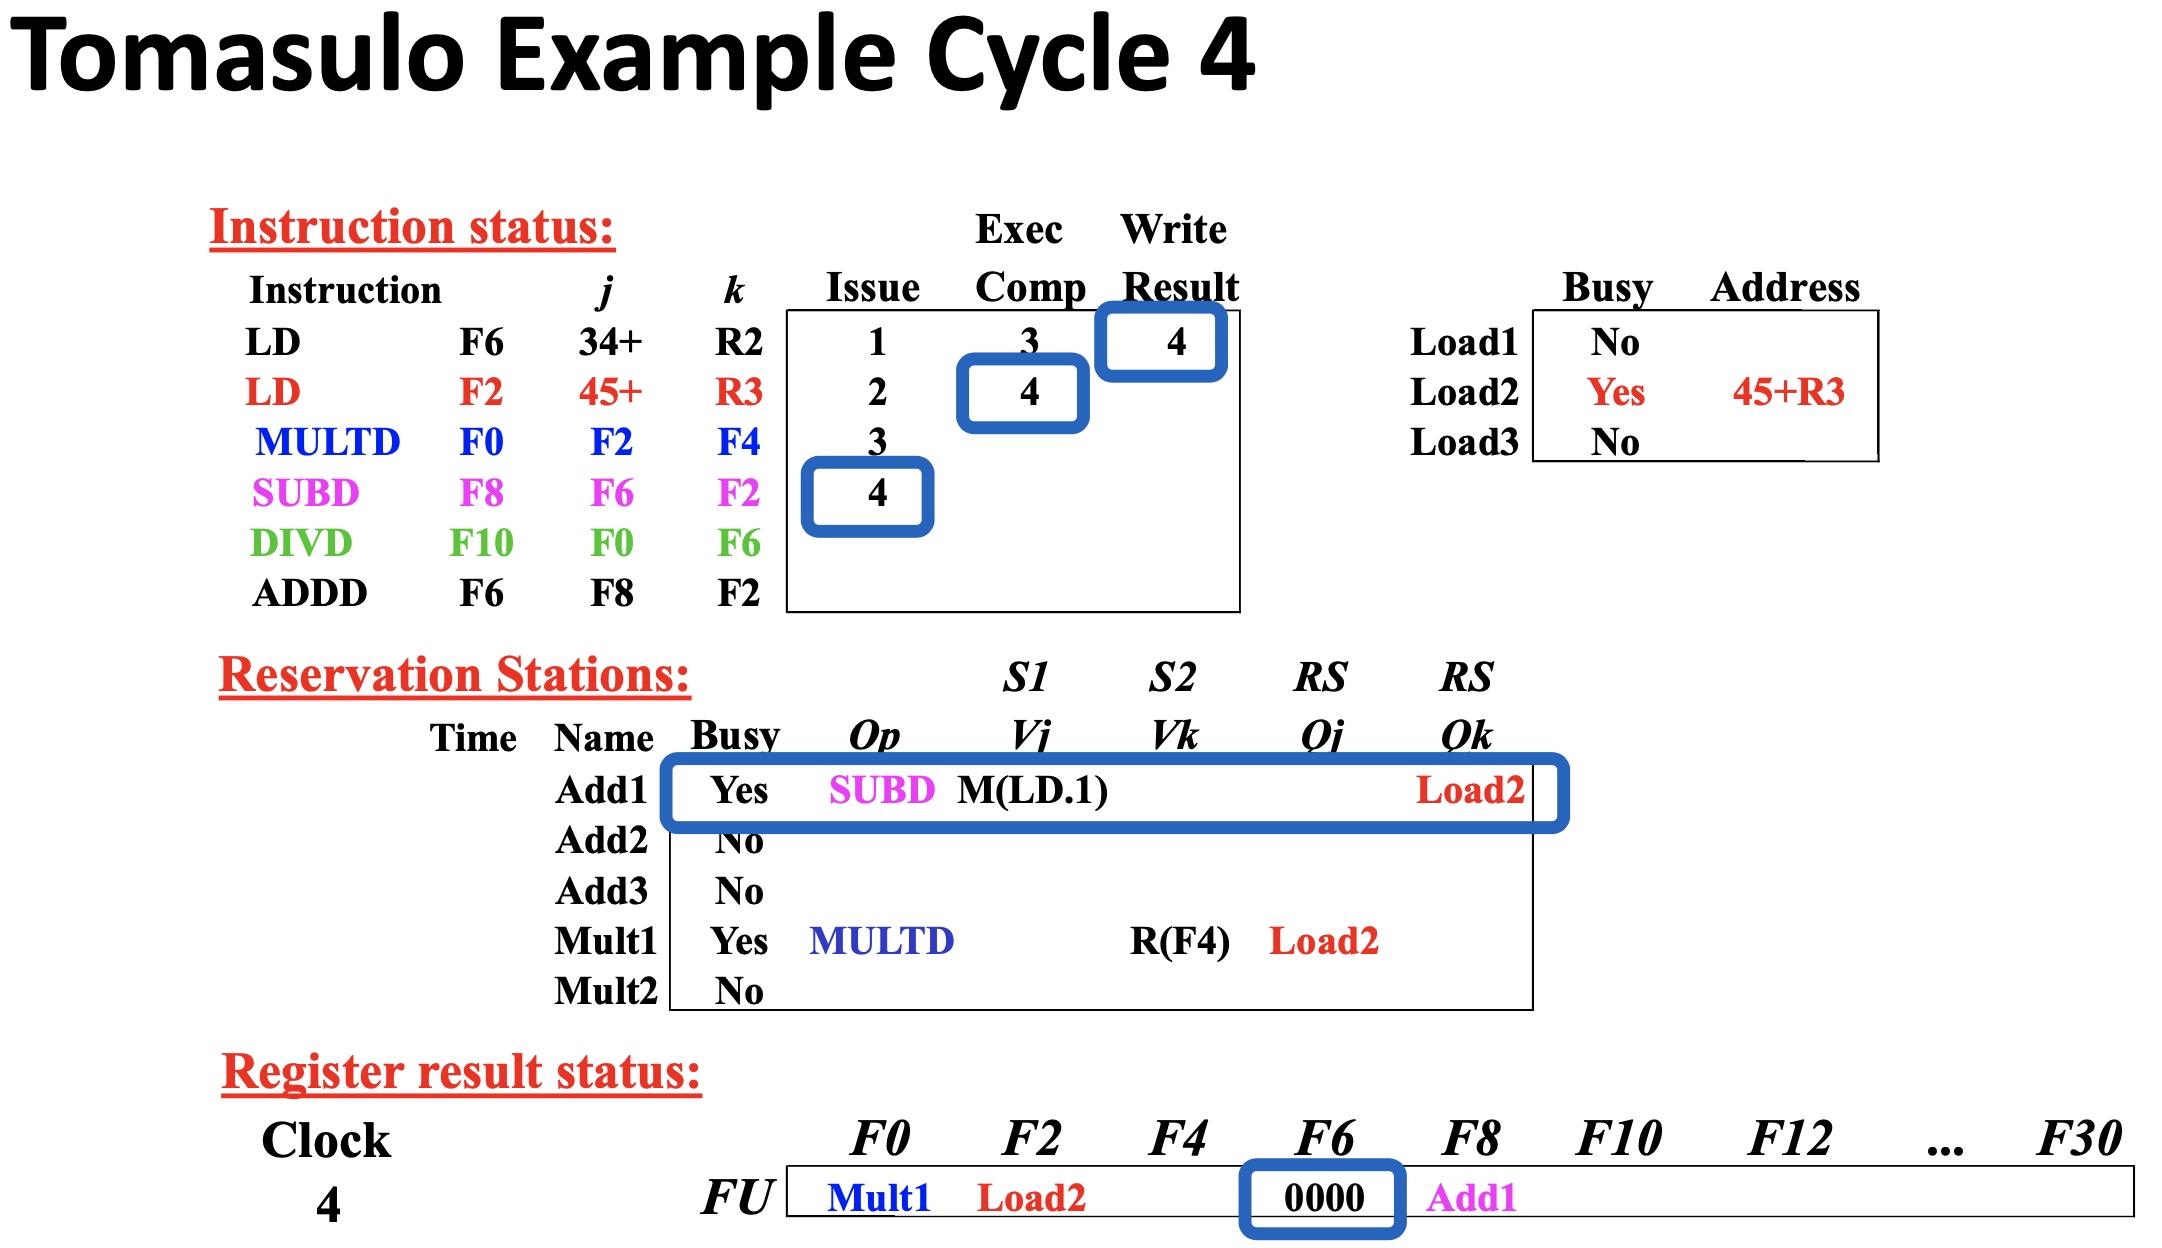 Tomasulo Example Cycle 4
Instruction status:
Exec Write
Instruction j k Issue Comp Result Busy Address
LD F6 34+ R2 1 3 4 Load1 No
LD F2 45+ R3 2 4 Load2 Yes 45+R3
MULTD F0 F2 F4 3 Load3 No
SUBD F8 F6 F2 4
DIVD F10 F0 F6
ADDD F6 F8 F2
Reservation Stations: S1 S2 RS RS
Time Name Busy Op Vj Vk Qj Qk
Add1 Yes SUBD M(LD.1) Load2
Add2 No
Add3 No
Mult1 Yes MULTD R(F4) Load2
Mult2 No
Register result status:
Clock F0 F2 F4 F6 F8 F10 F12 ... F30
4 FU Mult1 Load2 0000 Add1